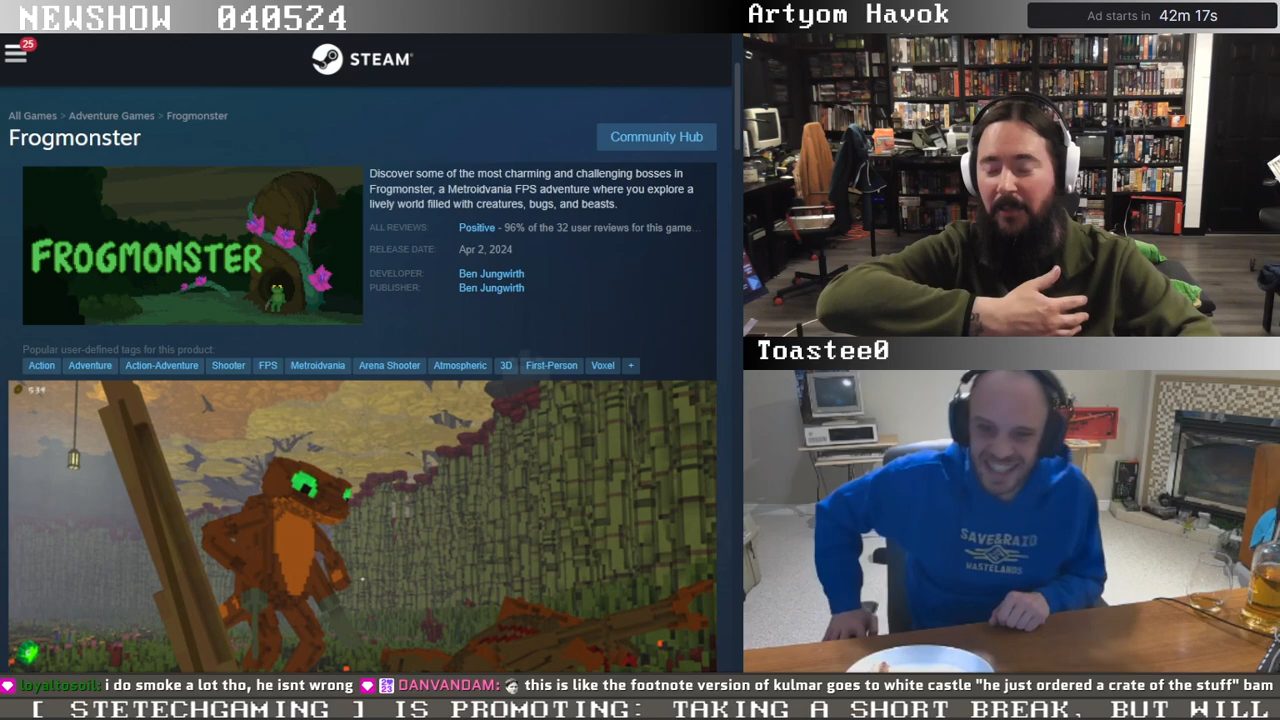 NEWSHOW 040524
Artyom Havok
Ad starts in 42m 17s
25
STEAM
All Games > Adventure Games > Frogmonster
Frogmonster
Community Hub
FROGMONSTER
Discover some of the most charming and challenging bosses in
Frogmonster, a Metroidvania FPS adventure where you explore a
lively world filled with creatures, bugs, and beasts.
ALL REVIEWS: Positive - 96% of the 32 user reviews for this game...
RELEASE DATE: Apr 2, 2024
DEVELOPER: Ben Jungwirth
PUBLISHER: Ben Jungwirth
Popular user-defined tags for this product:
Action Adventure Action-Adventure Shooter FPS Metroidvania Arena Shooter Atmospheric 3D First-Person Voxel +
534
Toastee0
SAVE&RAID
WASTELANDS
loyaltosoil: i do smoke a lot tho, he isnt wrong DANVANDAM: this is like the footnote version of kulmar goes to white castle "he just ordered a crate of the stuff" bam
[ STETECHGAMING ] IS PROMOTING: TAKING A SHORT BREAK, BUT WILL